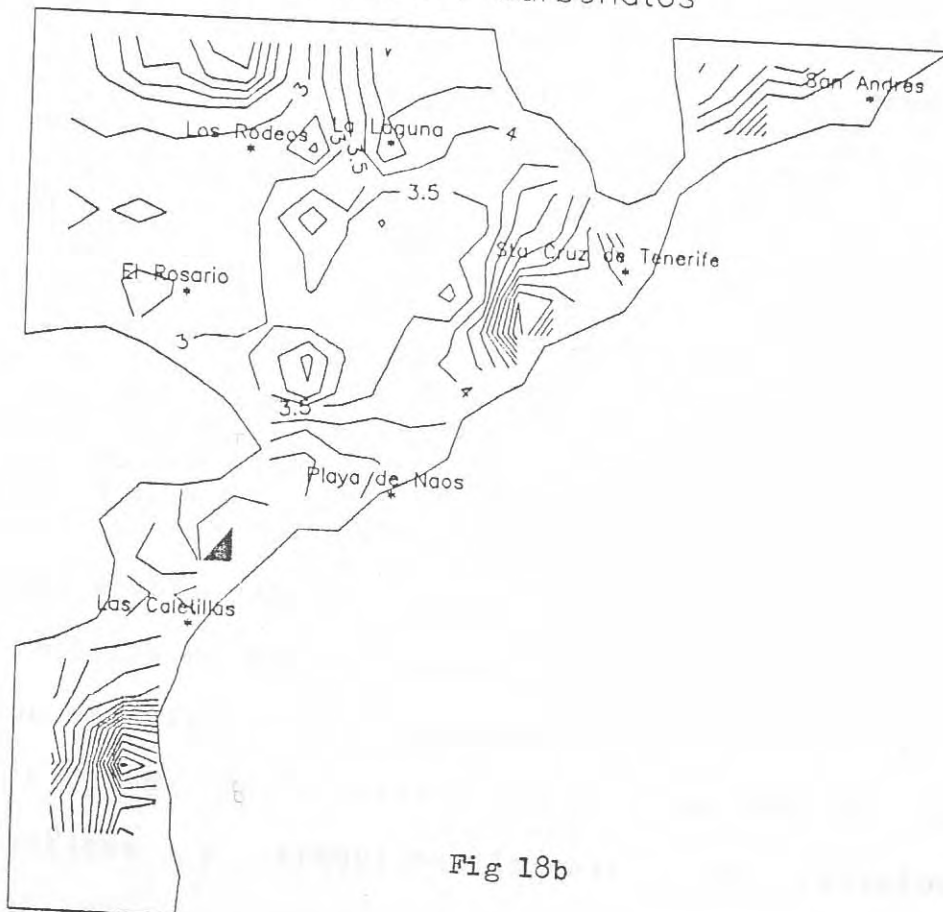 San Andrés
3
Los Rodeos
La Laguna
4
3
3.5
3.5
Sta Cruz de Tenerife
El Rosario
3
4
3.5
Playa de Naos
Las Caletillas
Fig 18b